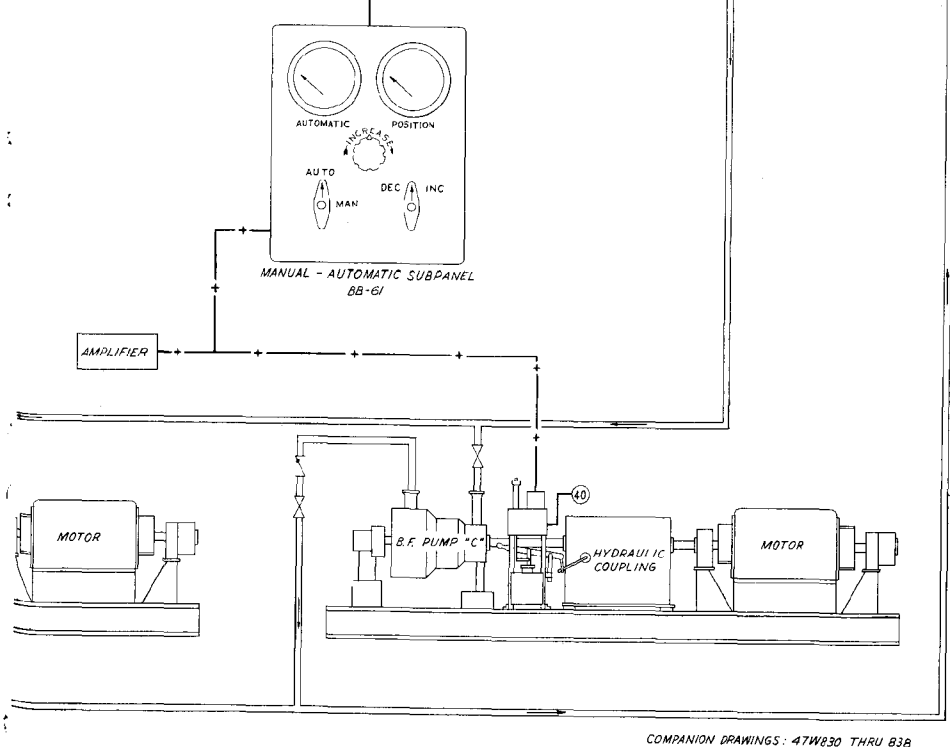 AUTOMATIC
POSITION
INCREASE
AUTO
MAN
DEC
INC
MANUAL - AUTOMATIC SUBPANEL
BB-61
AMPLIFIER
40
MOTOR
B.F. PUMP "C"
HYDRAULIC
COUPLING
MOTOR
COMPANION DRAWINGS: 47W830 THRU 838